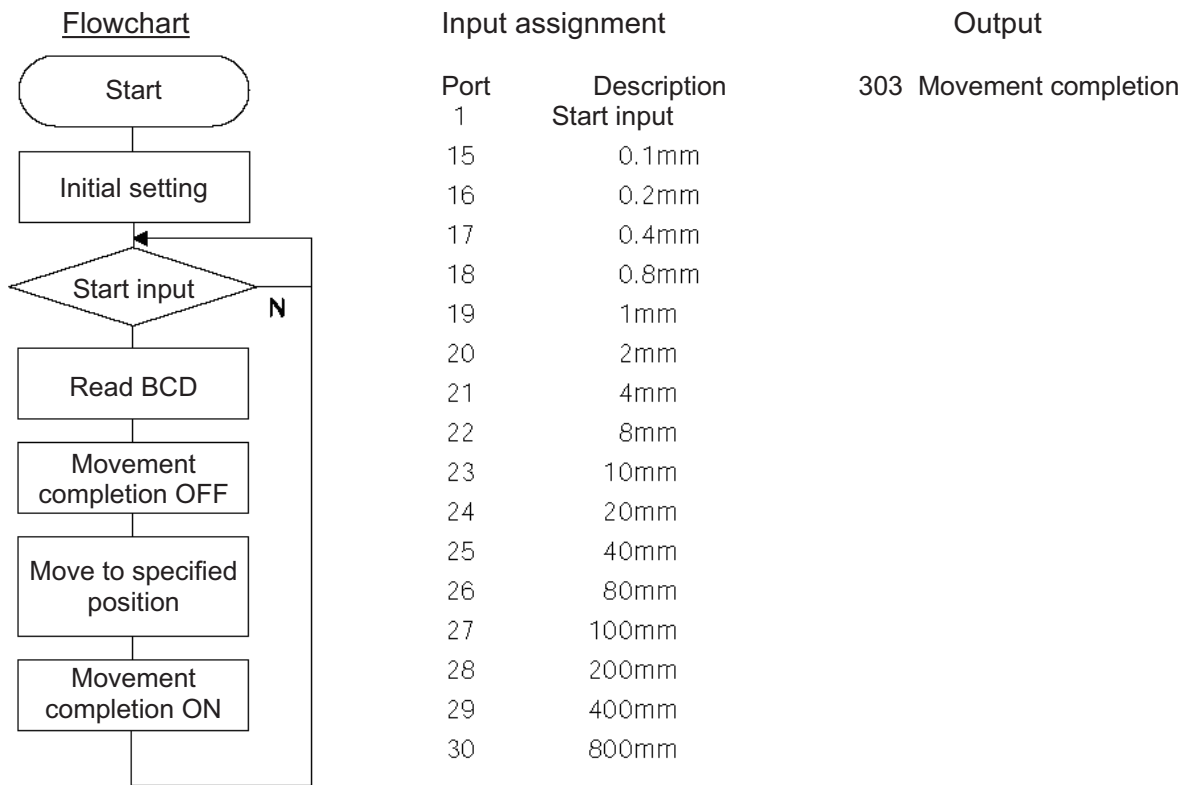 Flowchart
Start
Initial setting
Start input
N
Read BCD
Movement
completion OFF
Move to specified
position
Movement
completion ON
Input assignment
Port Description
1 Start input
15 0.1mm
16 0.2mm
17 0.4mm
18 0.8mm
19 1mm
20 2mm
21 4mm
22 8mm
23 10mm
24 20mm
25 40mm
26 80mm
27 100mm
28 200mm
29 400mm
30 800mm
Output
303 Movement completion